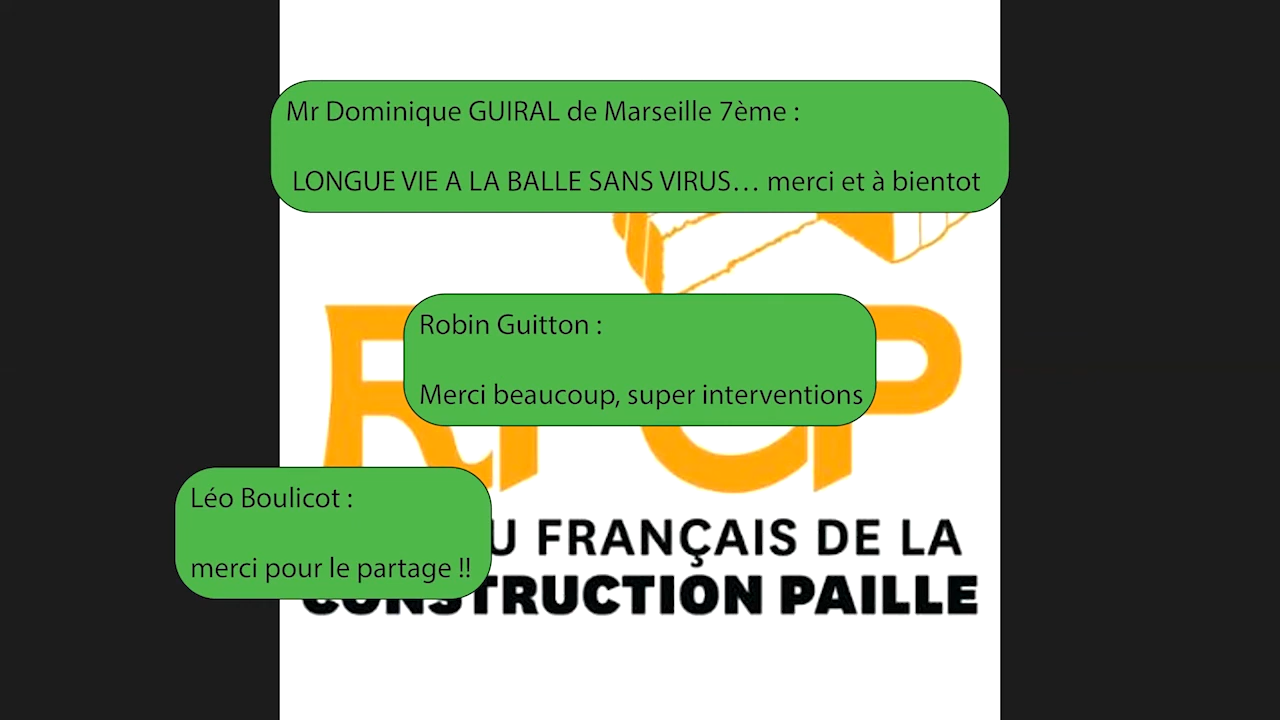 Mr Dominique GUIRAL de Marseille 7ème :
LONGUE VIE A LA BALLE SANS VIRUS… merci et à bientot
Robin Guitton :
Merci beaucoup, super interventions
Léo Boulicot :
merci pour le partage !!
FRANÇAIS DE LA
CONSTRUCTION PAILLE